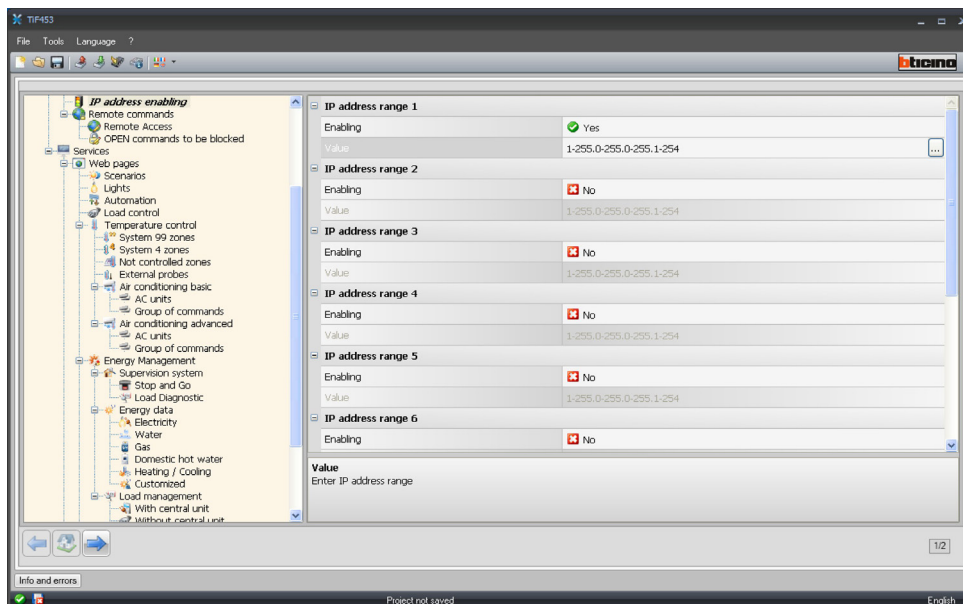 TiF453
File Tools Language ?
bticino
IP address enabling
Remote commands
Remote Access
OPEN commands to be blocked
Services
Web pages
Scenarios
Lights
Automation
Load control
Temperature control
System 99 zones
System 4 zones
Not controlled zones
External probes
Air conditioning basic
AC units
Group of commands
Air conditioning advanced
AC units
Group of commands
Energy Management
Supervision system
Stop and Go
Load Diagnostic
Energy data
Electricity
Water
Gas
Domestic hot water
Heating / Cooling
Customized
Load management
With central unit
Without central unit
IP address range 1
Enabling Yes
Value 1-255.0-255.0-255.1-254 ...
IP address range 2
Enabling No
Value 1-255.0-255.0-255.1-254
IP address range 3
Enabling No
Value 1-255.0-255.0-255.1-254
IP address range 4
Enabling No
Value 1-255.0-255.0-255.1-254
IP address range 5
Enabling No
Value 1-255.0-255.0-255.1-254
IP address range 6
Enabling No
Value
Enter IP address range
1/2
Info and errors
Project not saved English